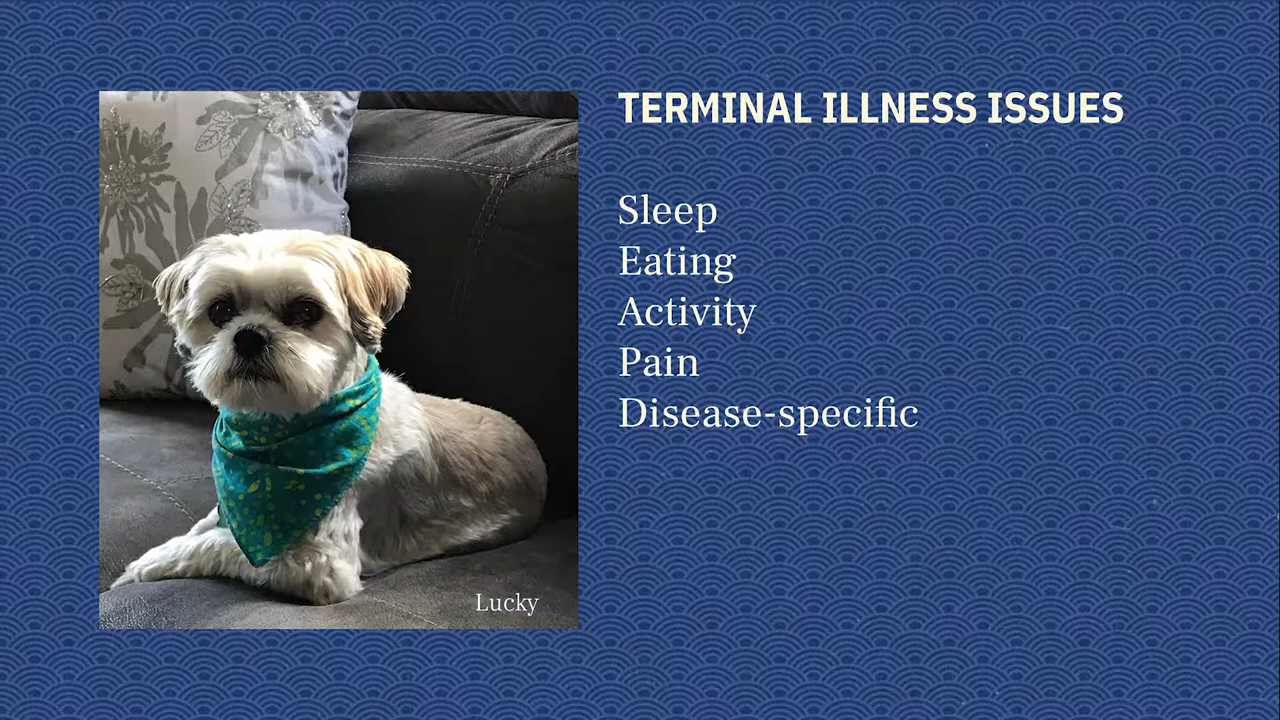 TERMINAL ILLNESS ISSUES
Sleep
Eating
Activity
Pain
Disease-specific
Lucky